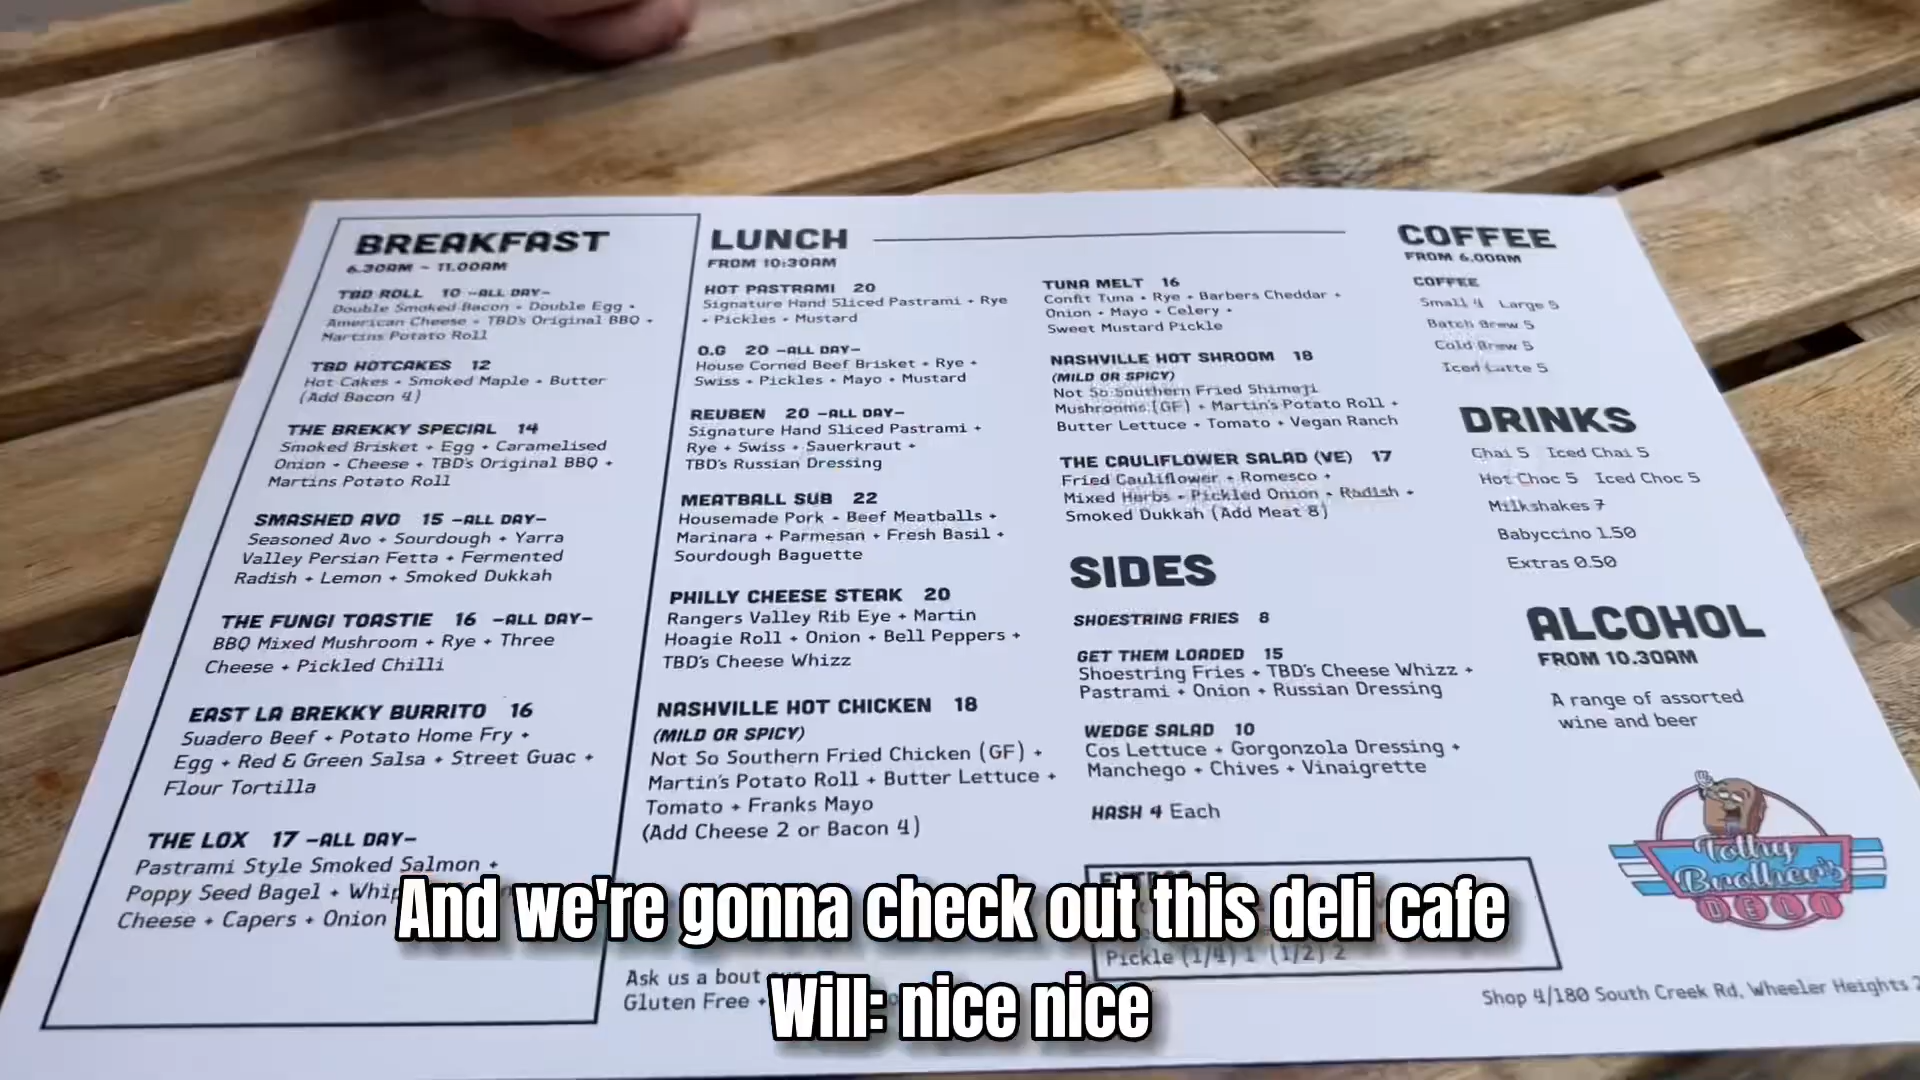 BREAKFAST
6.30AM - 11.00AM
TBD ROLL 10 -ALL DAY-
Double Smoked Bacon + Double Egg +
American Cheese + TBD's Original BBQ +
Martins Potato Roll
TBD HOTCAKES 12
Hot Cakes + Smoked Maple + Butter
(Add Bacon 4)
THE BREKKY SPECIAL 14
Smoked Brisket + Egg + Caramelised
Onion + Cheese + TBD's Original BBQ +
Martins Potato Roll
SMASHED AVO 15 -ALL DAY-
Seasoned Avo + Sourdough + Yarra
Valley Persian Fetta + Fermented
Radish + Lemon + Smoked Dukkah
THE FUNGI TOASTIE 16 -ALL DAY-
BBQ Mixed Mushroom + Rye + Three
Cheese + Pickled Chilli
EAST LA BREKKY BURRITO 16
Suadero Beef + Potato Home Fry +
Egg + Red & Green Salsa + Street Guac +
Flour Tortilla
THE LOX 17 -ALL DAY-
Pastrami Style Smoked Salmon +
Poppy Seed Bagel +
Cheese + Capers + Onion
LUNCH
FROM 10:30AM
HOT PASTRAMI 20
Signature Hand Sliced Pastrami + Rye
+ Pickles + Mustard
O.G 20 -ALL DAY-
House Corned Beef Brisket + Rye +
Swiss + Pickles + Mayo + Mustard
REUBEN 20 -ALL DAY-
Signature Hand Sliced Pastrami +
Rye + Swiss + Sauerkraut +
TBD's Russian Dressing
MEATBALL SUB 22
Housemade Pork + Beef Meatballs +
Marinara + Parmesan + Fresh Basil +
Sourdough Baguette
PHILLY CHEESE STEAK 20
Rangers Valley Rib Eye + Martin
Hoagie Roll + Onion + Bell Peppers +
TBD's Cheese Whizz
NASHVILLE HOT CHICKEN 18
(MILD OR SPICY)
Not So Southern Fried Chicken (GF) +
Martin's Potato Roll + Butter Lettuce +
Tomato + Franks Mayo
(Add Cheese 2 or Bacon 4)
Ask us a bout
Gluten Free +
TUNA MELT 16
Confit Tuna + Rye + Barbers Cheddar +
Onion + Mayo + Celery +
Sweet Mustard Pickle
NASHVILLE HOT SHROOM 18
(MILD OR SPICY)
Not So Southern Fried Shimeji
Mushrooms (GF) + Martin's Potato Roll +
Butter Lettuce + Tomato + Vegan Ranch
THE CAULIFLOWER SALAD (VE) 17
Fried Cauliflower + Romesco +
Mixed Herbs + Pickled Onion + Radish +
Smoked Dukkah (Add Meat 8)
SIDES
SHOESTRING FRIES 8
GET THEM LOADED 15
Shoestring Fries + TBD's Cheese Whizz +
Pastrami + Onion + Russian Dressing
WEDGE SALAD 10
Cos Lettuce + Gorgonzola Dressing +
Manchego + Chives + Vinaigrette
HASH 4 Each
Pickle (1/4) 1 (1/2) 2
COFFEE
FROM 6.00AM
COFFEE
Small 4 Large 5
Batch Brew 5
Cold Brew 5
Iced Latte 5
DRINKS
Chai 5 Iced Chai 5
Hot Choc 5 Iced Choc 5
Milkshakes 7
Babyccino 1.50
Extras 0.50
ALCOHOL
FROM 10.30AM
A range of assorted
wine and beer
Brother's
DELI
Shop 4/180 South Creek Rd, Wheeler Heights
And we're gonna check out this deli cafe
Will: nice nice